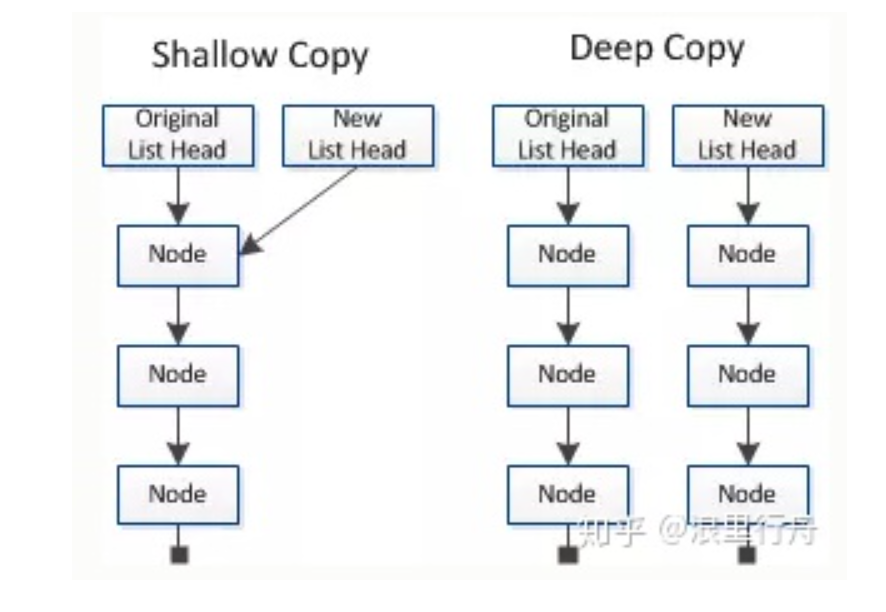 Shallow Copy
Deep Copy
Original
List Head
New
List Head
Original
List Head
New
List Head
Node
Node
Node
Node
Node
Node
Node
Node
Node
知乎 @浪里行舟